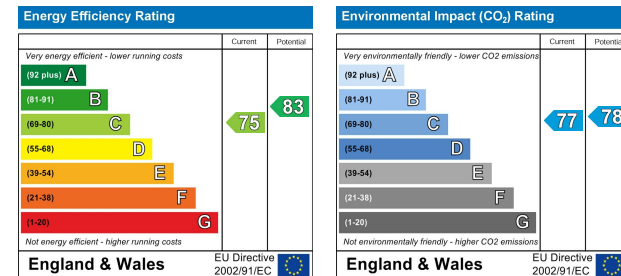 Energy Efficiency Rating
Current Potential
Very energy efficient - lower running costs
(92 plus) A
(81-91) B
(69-80) C
(55-68) D
(39-54) E
(21-38) F
(1-20) G
75
83
Not energy efficient - higher running costs
England & Wales
EU Directive
2002/91/EC
Environmental Impact (CO₂) Rating
Current Potentia
Very environmentally friendly - lower CO2 emissions
(92 plus) A
(81-91) B
(69-80) C
(55-68) D
(39-54) E
(21-38) F
(1-20) G
77
78
Not environmentally friendly - higher CO2 emissions
England & Wales
EU Directive
2002/91/EC